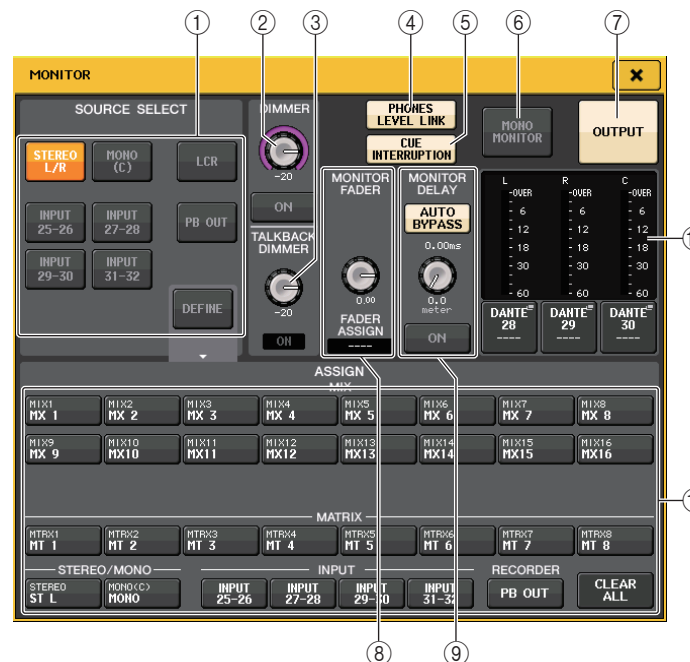 ① ② ③ ④ ⑤ ⑥ ⑦
MONITOR
SOURCE SELECT
STEREO L/R
MONO (C)
LCR
INPUT 25-26
INPUT 27-28
PB OUT
INPUT 29-30
INPUT 31-32
DEFINE
DIMMER
-20
ON
TALKBACK DIMMER
-20
ON
PHONES LEVEL LINK
CUE INTERRUPTION
MONO MONITOR
OUTPUT
MONITOR FADER
0.00
FADER ASSIGN
----
MONITOR DELAY
AUTO BYPASS
0.00ms
0.0
meter
ON
L R C
-OVER -OVER -OVER
- 6 - 6 - 6
- 12 - 12 - 12
- 18 - 18 - 18
- 30 - 30 - 30
- 60 - 60 - 60
DANTE 28 ----
DANTE 29 ----
DANTE 30 ----
ASSIGN
MIX
MIX1 MIX2 MIX3 MIX4 MIX5 MIX6 MIX7 MIX8
MX 1 MX 2 MX 3 MX 4 MX 5 MX 6 MX 7 MX 8
MIX9 MIX10 MIX11 MIX12 MIX13 MIX14 MIX15 MIX16
MX 9 MX10 MX11 MX12 MX13 MX14 MX15 MX16
MATRIX
MTRX1 MTRX2 MTRX3 MTRX4 MTRX5 MTRX6 MTRX7 MTRX8
MT 1 MT 2 MT 3 MT 4 MT 5 MT 6 MT 7 MT 8
STEREO/MONO INPUT RECORDER
STEREO ST L
MONO(C) MONO
INPUT 25-26
INPUT 27-28
INPUT 29-30
INPUT 31-32
PB OUT
CLEAR ALL
⑧ ⑨